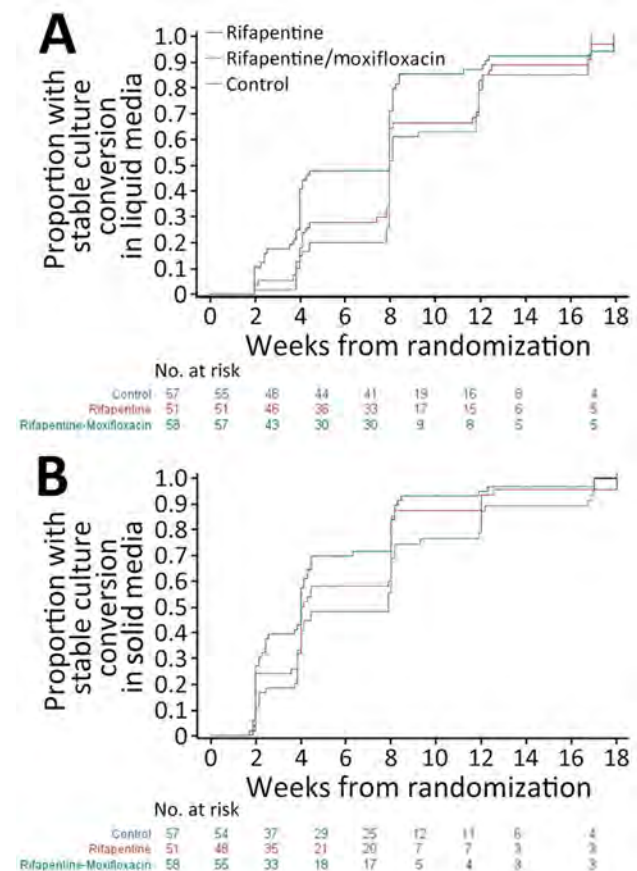 A
Rifapentine
Rifapentine/moxifloxacin
Control
Proportion with
stable culture
conversion
in liquid media
1.0
0.9
0.8
0.7
0.6
0.5
0.4
0.3
0.2
0.1
0
0 2 4 6 8 10 12 14 16 18
Weeks from randomization
No. at risk
Control 57 55 48 44 41 19 16 8 4
Rifapentine 51 51 46 36 33 17 15 6 5
Rifapentine-Moxifloxacin 58 57 43 30 30 9 8 5 5
B
Proportion with
stable culture
conversion
in solid media
1.0
0.9
0.8
0.7
0.6
0.5
0.4
0.3
0.2
0.1
0
0 2 4 6 8 10 12 14 16 18
Weeks from randomization
No. at risk
Control 57 54 37 29 25 12 11 6 4
Rifapentine 51 48 35 21 20 7 7 3 3
Rifapentine-Moxifloxacin 58 55 33 18 17 5 4 3 3